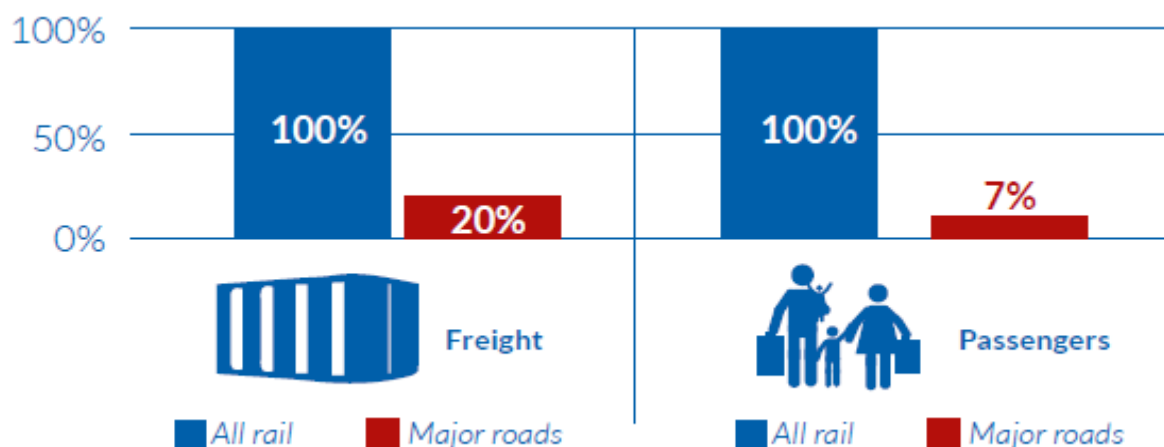 100%
50%
0%
100%
20%
100%
7%
Freight
Passengers
All rail
Major roads
All rail
Major roads